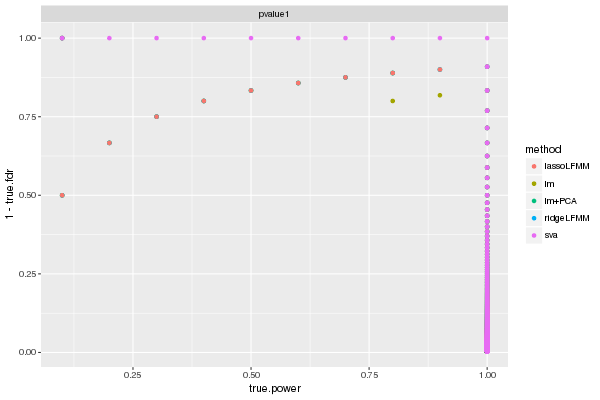 pvalue1
1.00
0.75
0.50
0.25
0.00
1 - true.fdr
0.25
0.50
0.75
1.00
true.power
method
lassoLFMM
lm
lm+PCA
ridgeLFMM
sva